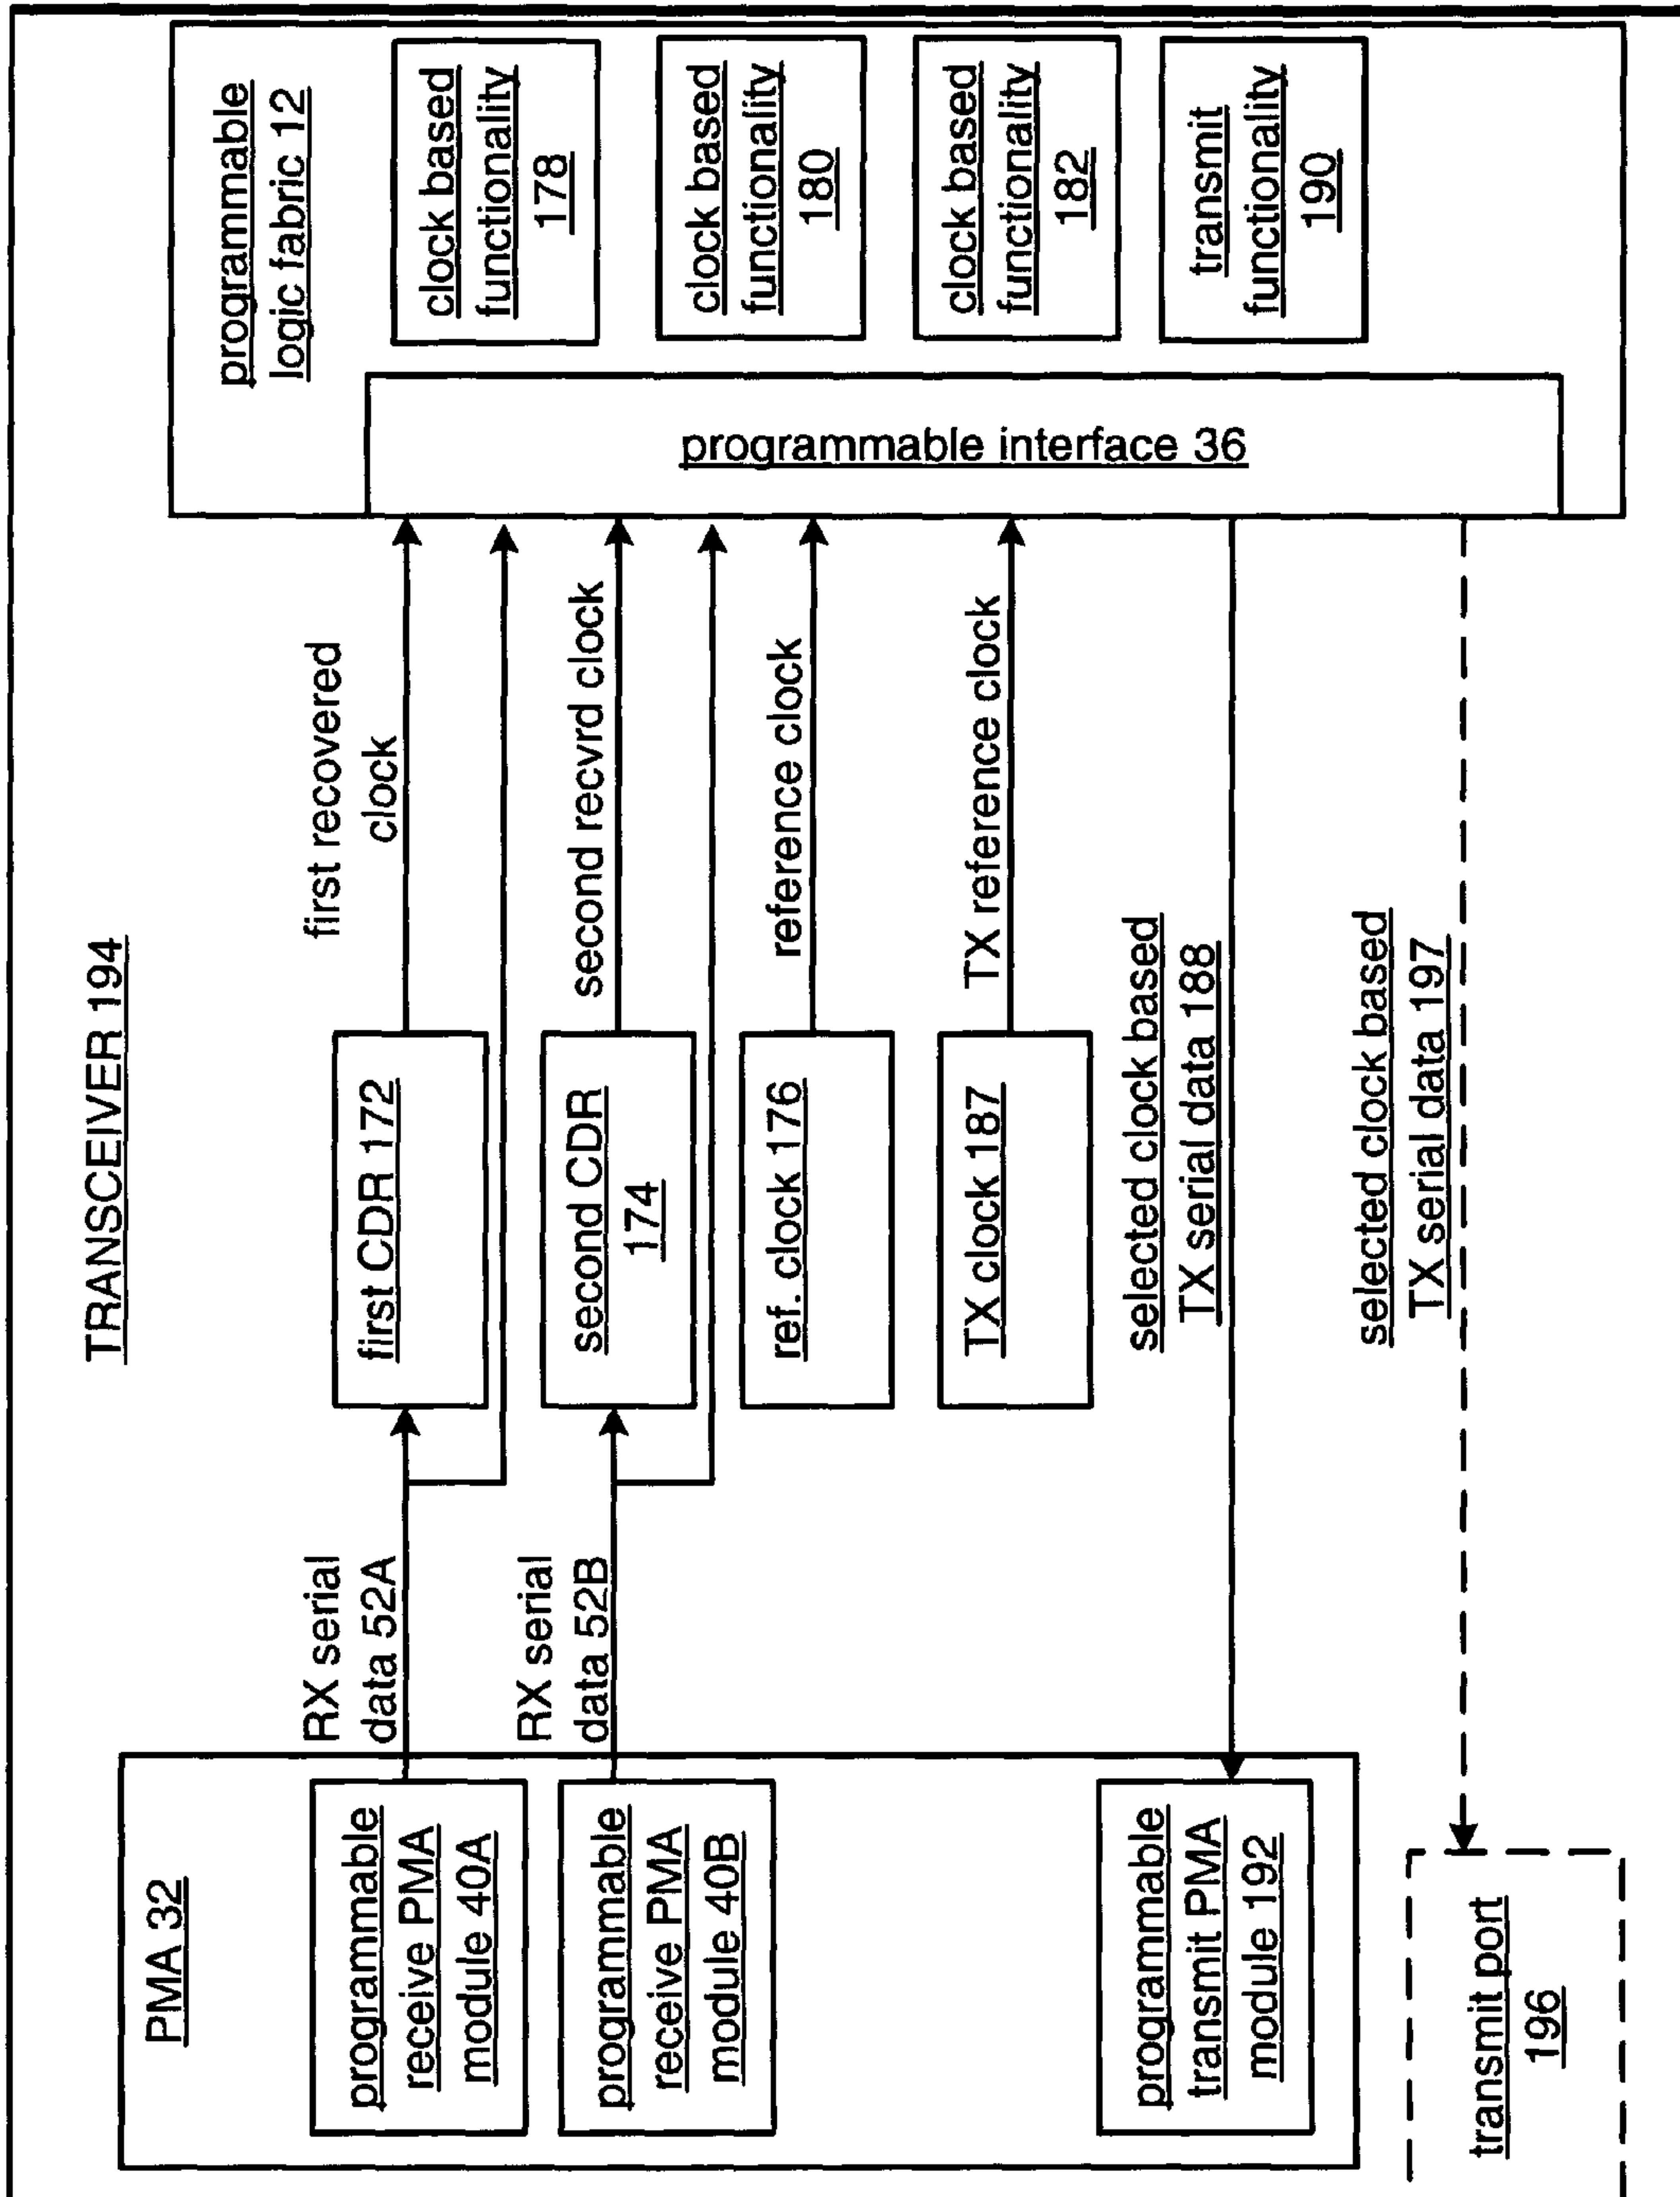 TRANSCEIVER 194
PMA 32
programmable
receive PMA
module 40A
programmable
receive PMA
module 40B
programmable
transmit PMA
module 192
transmit port
196
RX serial
data 52A
RX serial
data 52B
first CDR 172
second CDR
174
ref. clock 176
TX clock 187
first recovered
clock
second recvrd clock
reference clock
TX reference clock
selected clock based
TX serial data 188
selected clock based
TX serial data 197
programmable
logic fabric 12
programmable interface 36
clock based
functionality
178
clock based
functionality
180
clock based
functionality
182
transmit
functionality
190